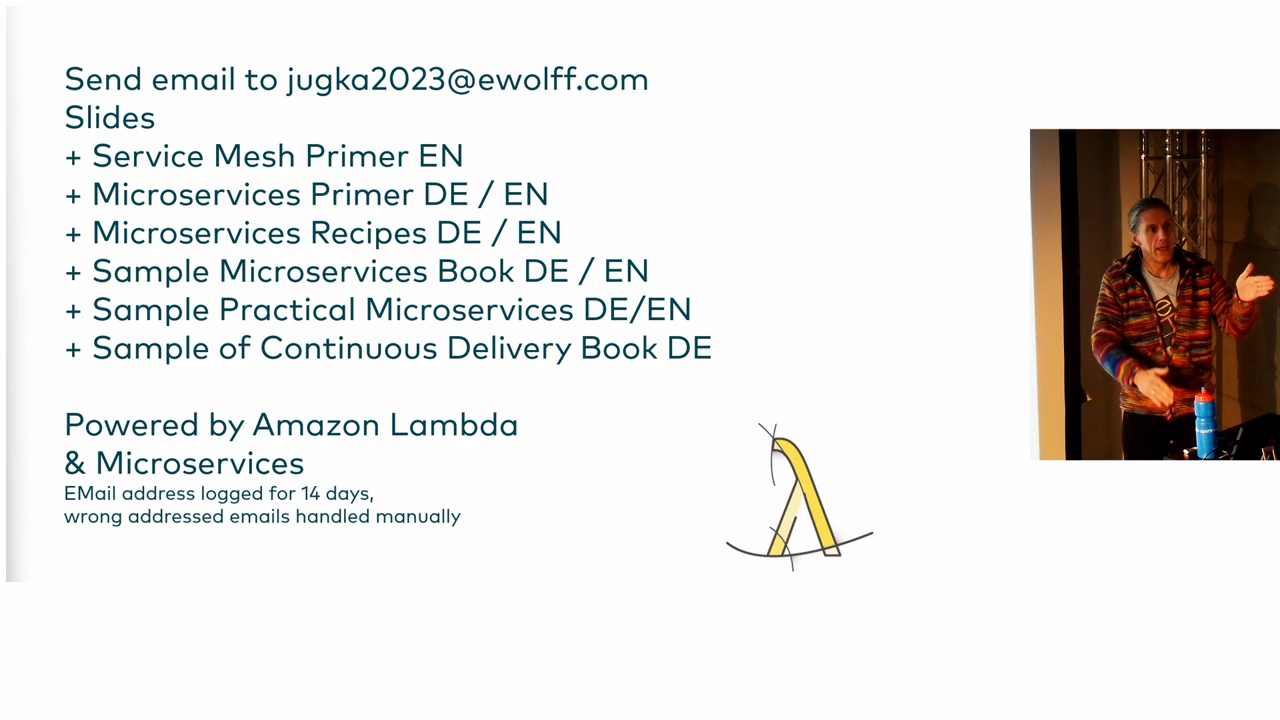 Send email to jugka2023@ewolff.com
Slides
+ Service Mesh Primer EN
+ Microservices Primer DE / EN
+ Microservices Recipes DE / EN
+ Sample Microservices Book DE / EN
+ Sample Practical Microservices DE/EN
+ Sample of Continuous Delivery Book DE
Powered by Amazon Lambda
& Microservices
EMail address logged for 14 days,
wrong addressed emails handled manually